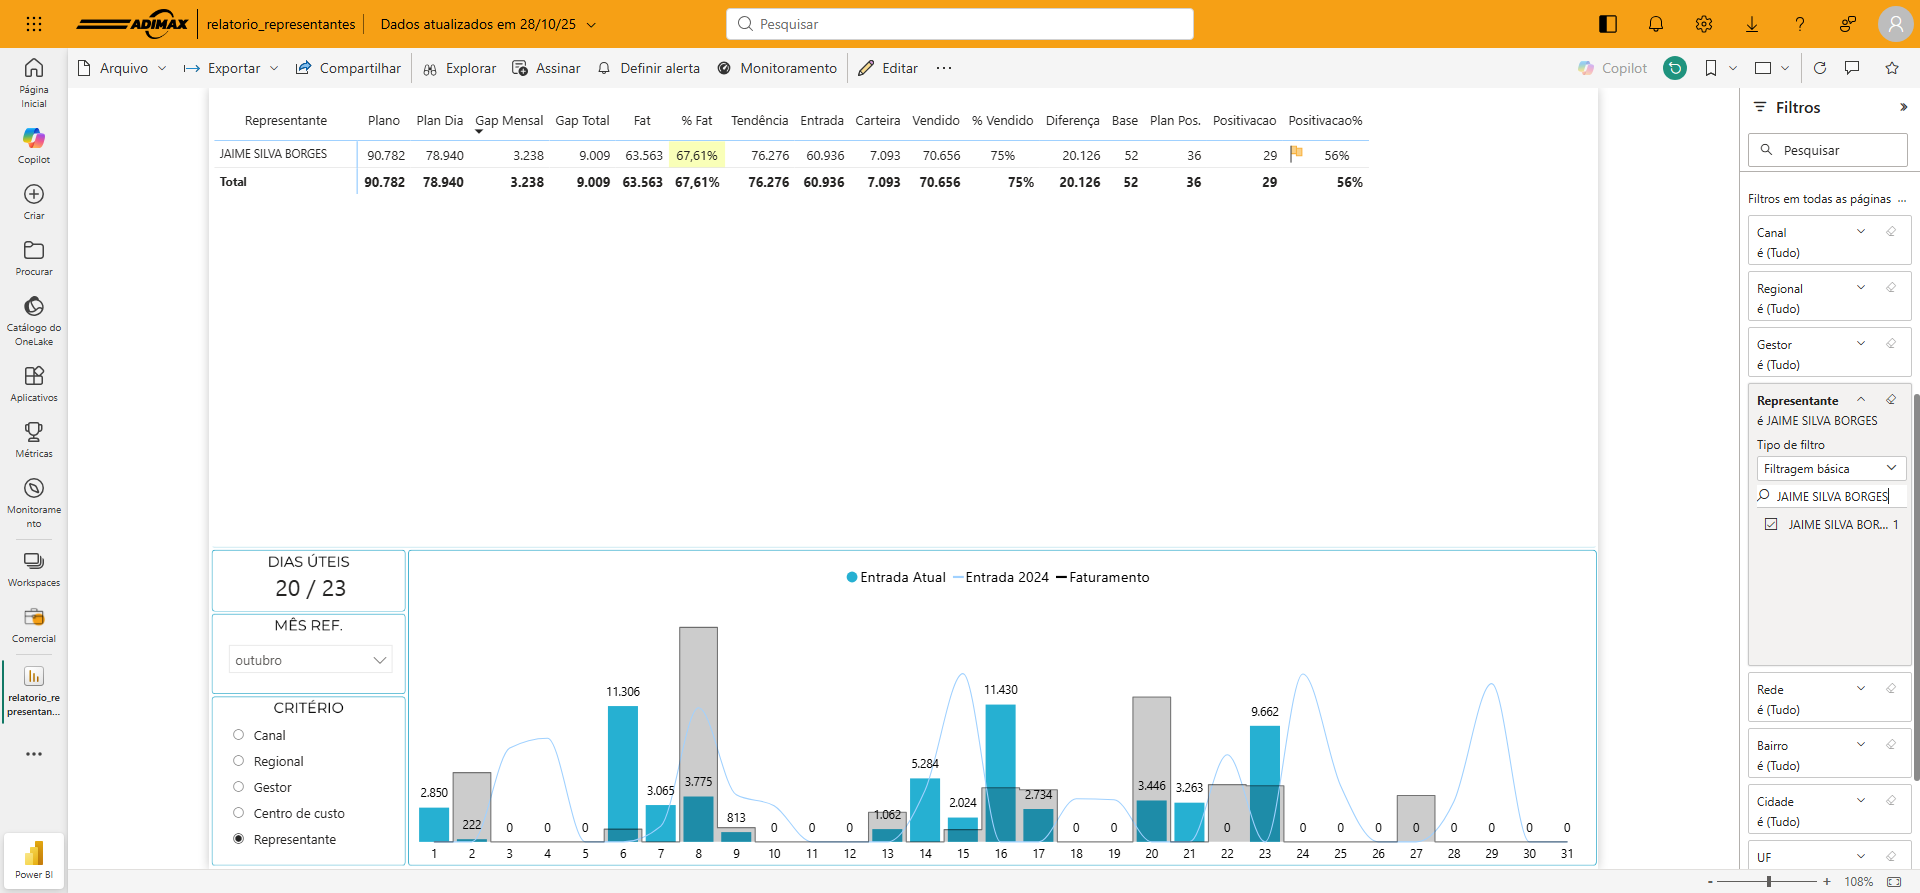 ADIMAX relatorio_representantes Dados atualizados em 28/10/25 Pesquisar
Arquivo Exportar Compartilhar Explorar Assinar Definir alerta Monitoramento Editar ... Copilot
Página Inicial
Copilot
Criar
Procurar
Catálogo do OneLake
Aplicativos
Métricas
Monitorame nto
Workspaces
Comercial
relatorio_re presentan...
Power BI
Representante Plano Plan Dia Gap Mensal Gap Total Fat % Fat Tendência Entrada Carteira Vendido % Vendido Diferença Base Plan Pos. Positivacao Positivacao%
JAIME SILVA BORGES 90.782 78.940 3.238 9.009 63.563 67,61% 76.276 60.936 7.093 70.656 75% 20.126 52 36 29 56%
Total 90.782 78.940 3.238 9.009 63.563 67,61% 76.276 60.936 7.093 70.656 75% 20.126 52 36 29 56%
DIAS ÚTEIS
20 / 23
MÊS REF.
outubro
CRITÉRIO
Canal
Regional
Gestor
Centro de custo
Representante
Entrada Atual Entrada 2024 Faturamento
2.850 222 0 0 0 11.306 3.065 3.775 813 0 0 0 1.062 5.284 2.024 11.430 2.734 0 0 3.446 3.263 0 9.662 0 0 0 0 0 0 0 0
1 2 3 4 5 6 7 8 9 10 11 12 13 14 15 16 17 18 19 20 21 22 23 24 25 26 27 28 29 30 31
Filtros
Pesquisar
Filtros em todas as páginas ...
Canal
é (Tudo)
Regional
é (Tudo)
Gestor
é (Tudo)
Representante
é JAIME SILVA BORGES
Tipo de filtro
Filtragem básica
JAIME SILVA BORGES
JAIME SILVA BOR... 1
Rede
é (Tudo)
Bairro
é (Tudo)
Cidade
é (Tudo)
UF
- + 108%